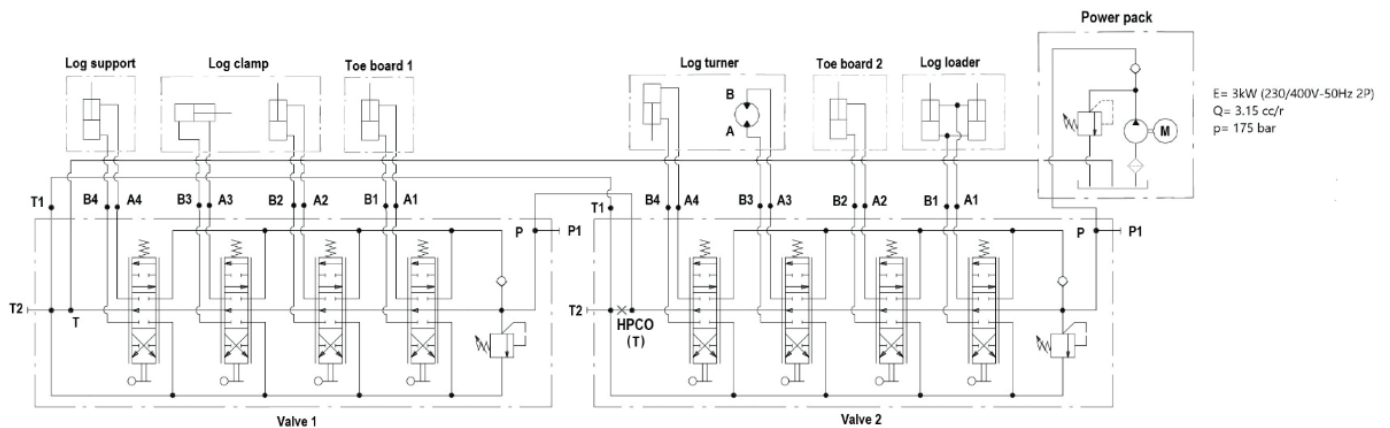 Power pack
Log support
Log clamp
Toe board 1
Log turner
Toe board 2
Log loader
E= 3kW (230/400V-50Hz 2P)
Q= 3.15 cc/r
p= 175 bar
B
A
M
T1
B4
A4
B3
A3
B2
A2
B1
A1
T1
B4
A4
B3
A3
B2
A2
B1
A1
P
P1
P
P1
T2
T
T2
HPCO
(T)
Valve 1
Valve 2